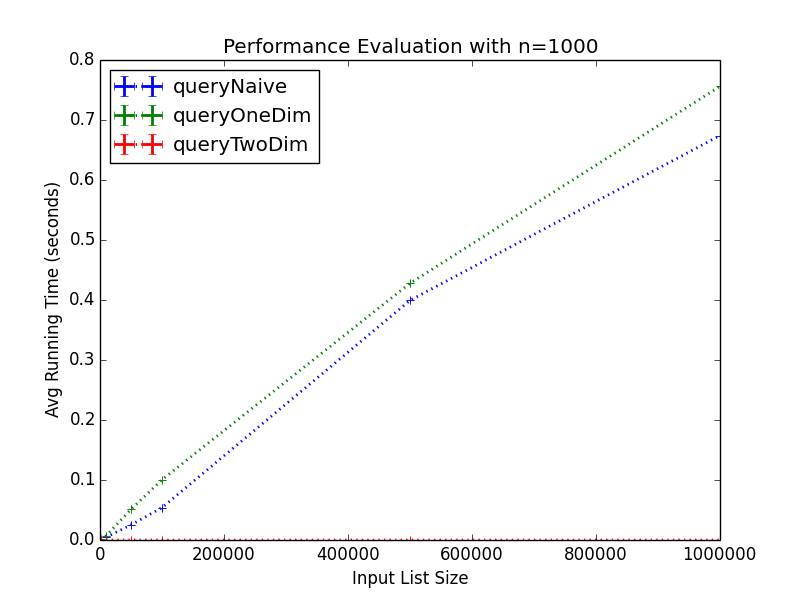 Performance Evaluation with n=1000
queryNaive
queryOneDim
queryTwoDim
Avg Running Time (seconds)
0.8
0.7
0.6
0.5
0.4
0.3
0.2
0.1
0.0
0 200000 400000 600000 800000 1000000
Input List Size